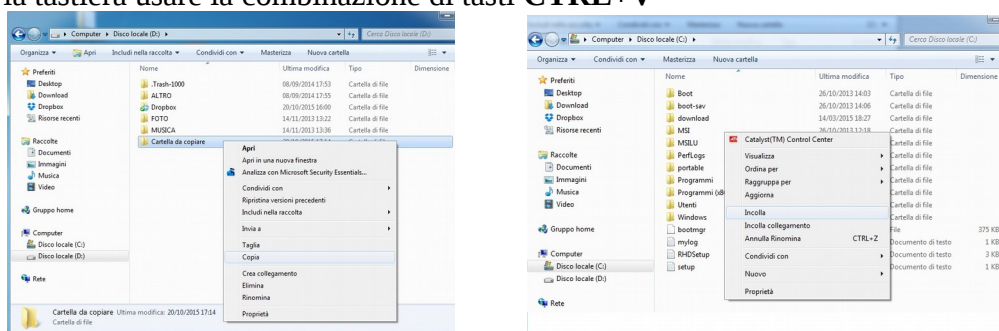 la tastiera usare la combinazione di tasti CTRL+V
Computer ▸ Disco locale (D:) ▸
Cerca Disco locale (D:)
Organizza ▾ Apri Includi nella raccolta ▾ Condividi con ▾ Masterizza Nuova cartella
Nome Ultima modifica Tipo Dimensione
Preferiti
Desktop
Download
Dropbox
Risorse recenti
Raccolte
Documenti
Immagini
Musica
Video
Gruppo home
Computer
Disco locale (C:)
Disco locale (D:)
Rete
.Trash-1000 08/09/2014 17:53 Cartella di file
ALTRO 08/09/2014 17:55 Cartella di file
Dropbox 20/10/2015 16:00 Cartella di file
FOTO 14/11/2013 13:22 Cartella di file
MUSICA 14/11/2013 13:36 Cartella di file
Cartella da copiare 20/10/2015 17:14 Cartella di file
Apri
Apri in una nuova finestra
Analizza con Microsoft Security Essentials...
Condividi con
Ripristina versioni precedenti
Includi nella raccolta
Invia a
Taglia
Copia
Crea collegamento
Elimina
Rinomina
Proprietà
Cartella da copiare Ultima modifica: 20/10/2015 17:14
Cartella di file
Computer ▸ Disco locale (C:) ▸
Cerca Disco locale (C:)
Organizza ▾ Condividi con ▾ Masterizza Nuova cartella
Nome Ultima modifica Tipo Dimensione
Preferiti
Desktop
Download
Dropbox
Risorse recenti
Raccolte
Documenti
Immagini
Musica
Video
Gruppo home
Computer
Disco locale (C:)
Disco locale (D:)
Rete
Boot 26/10/2013 14:03 Cartella di file
boot-sav 26/10/2013 14:06 Cartella di file
download 14/03/2015 18:27 Cartella di file
MSI 26/10/2013 12:18 Cartella di file
MSILU Cartella di file
PerfLogs Cartella di file
portable Cartella di file
Programmi Cartella di file
Programmi (x8 Cartella di file
Utenti Cartella di file
Windows Cartella di file
bootmgr File 375 KB
mylog Documento di testo 1 KB
RHDSetup Documento di testo 3 KB
setup Documento di testo 1 KB
Catalyst(TM) Control Center
Visualizza
Ordina per
Raggruppa per
Aggiorna
Incolla
Incolla collegamento
Annulla Rinomina CTRL+Z
Condividi con
Nuovo
Proprietà